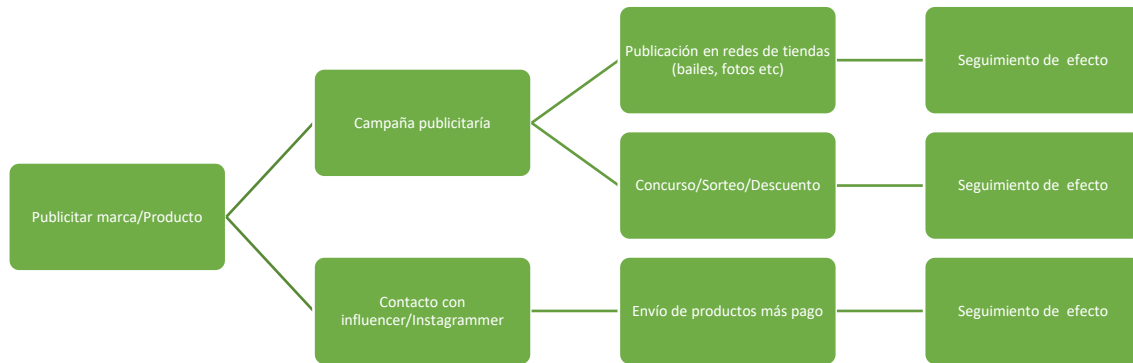 Publicitar marca/Producto
Campaña publicitaría
Publicación en redes de tiendas
(bailes, fotos etc)
Seguimiento de  efecto
Concurso/Sorteo/Descuento
Seguimiento de  efecto
Contacto con
influencer/Instagrammer
Envío de productos más pago
Seguimiento de  efecto